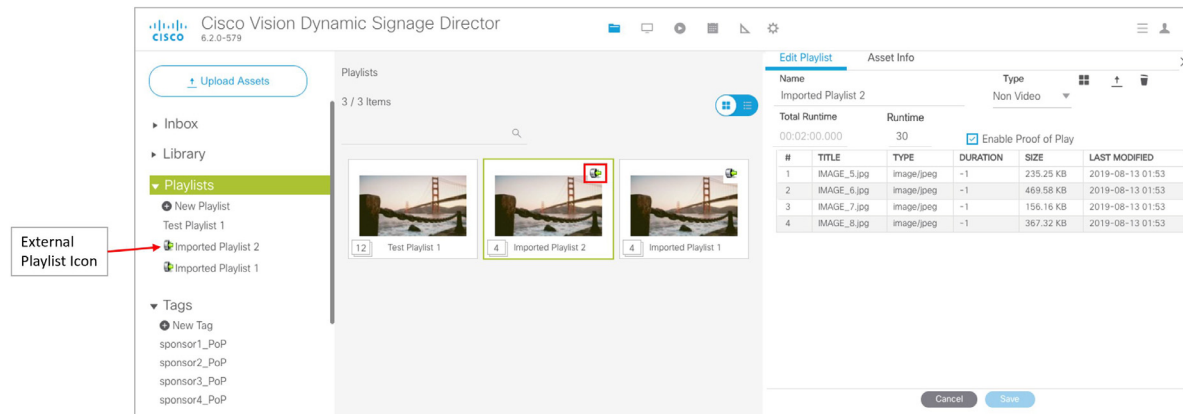 CISCO
Cisco Vision Dynamic Signage Director
6.2.0-579
Upload Assets
Inbox
Library
Playlists
New Playlist
Test Playlist 1
Imported Playlist 2
Imported Playlist 1
Tags
New Tag
sponsor1_PoP
sponsor2_PoP
sponsor3_PoP
sponsor4_PoP
External
Playlist Icon
Playlists
3 / 3 Items
12 Test Playlist 1
4 Imported Playlist 2
4 Imported Playlist 1
Edit Playlist Asset Info
Name Type
Imported Playlist 2 Non Video
Total Runtime Runtime
00:02:00.000 30 Enable Proof of Play
# TITLE TYPE DURATION SIZE LAST MODIFIED
1 IMAGE_5.jpg image/jpeg -1 235.25 KB 2019-08-13 01:53
2 IMAGE_6.jpg image/jpeg -1 469.58 KB 2019-08-13 01:53
3 IMAGE_7.jpg image/jpeg -1 156.16 KB 2019-08-13 01:53
4 IMAGE_8.jpg image/jpeg -1 367.32 KB 2019-08-13 01:53
Cancel Save